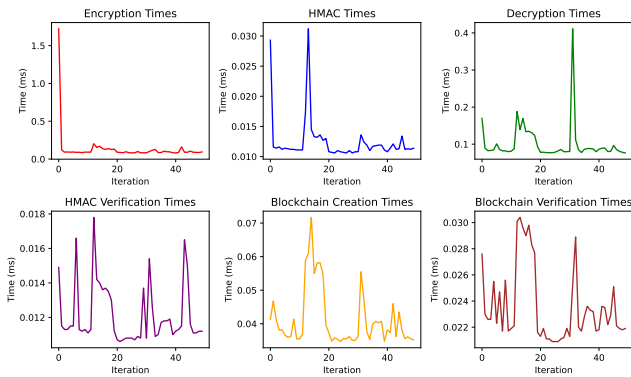 Encryption Times
Time (ms)
1.5
1.0
0.5
0.0
0
20
40
Iteration
HMAC Times
Time (ms)
0.030
0.025
0.020
0.015
0.010
0
20
40
Iteration
Decryption Times
Time (ms)
0.4
0.3
0.2
0.1
0
20
40
Iteration
HMAC Verification Times
Time (ms)
0.018
0.016
0.014
0.012
0
20
40
Iteration
Blockchain Creation Times
Time (ms)
0.07
0.06
0.05
0.04
0
20
40
Iteration
Blockchain Verification Times
Time (ms)
0.030
0.028
0.026
0.024
0.022
0
20
40
Iteration